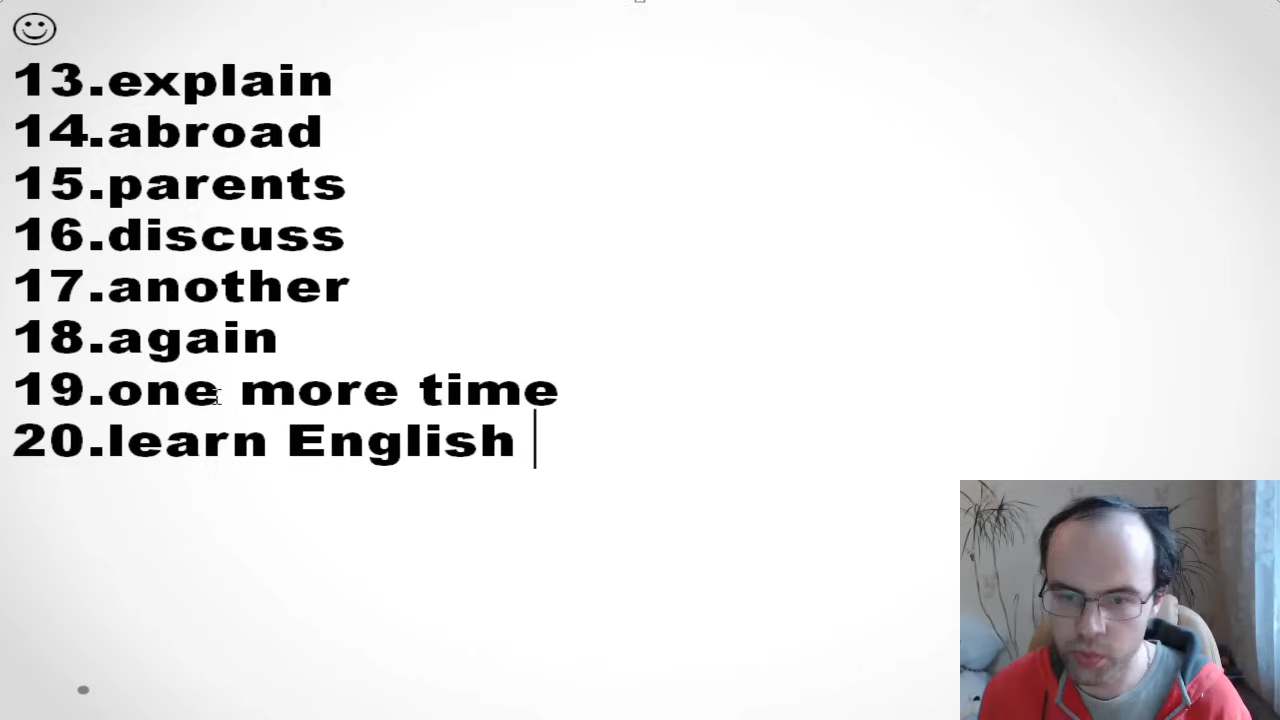 13.explain
14.abroad
15.parents
16.discuss
17.another
18.again
19.one more time
20.learn English